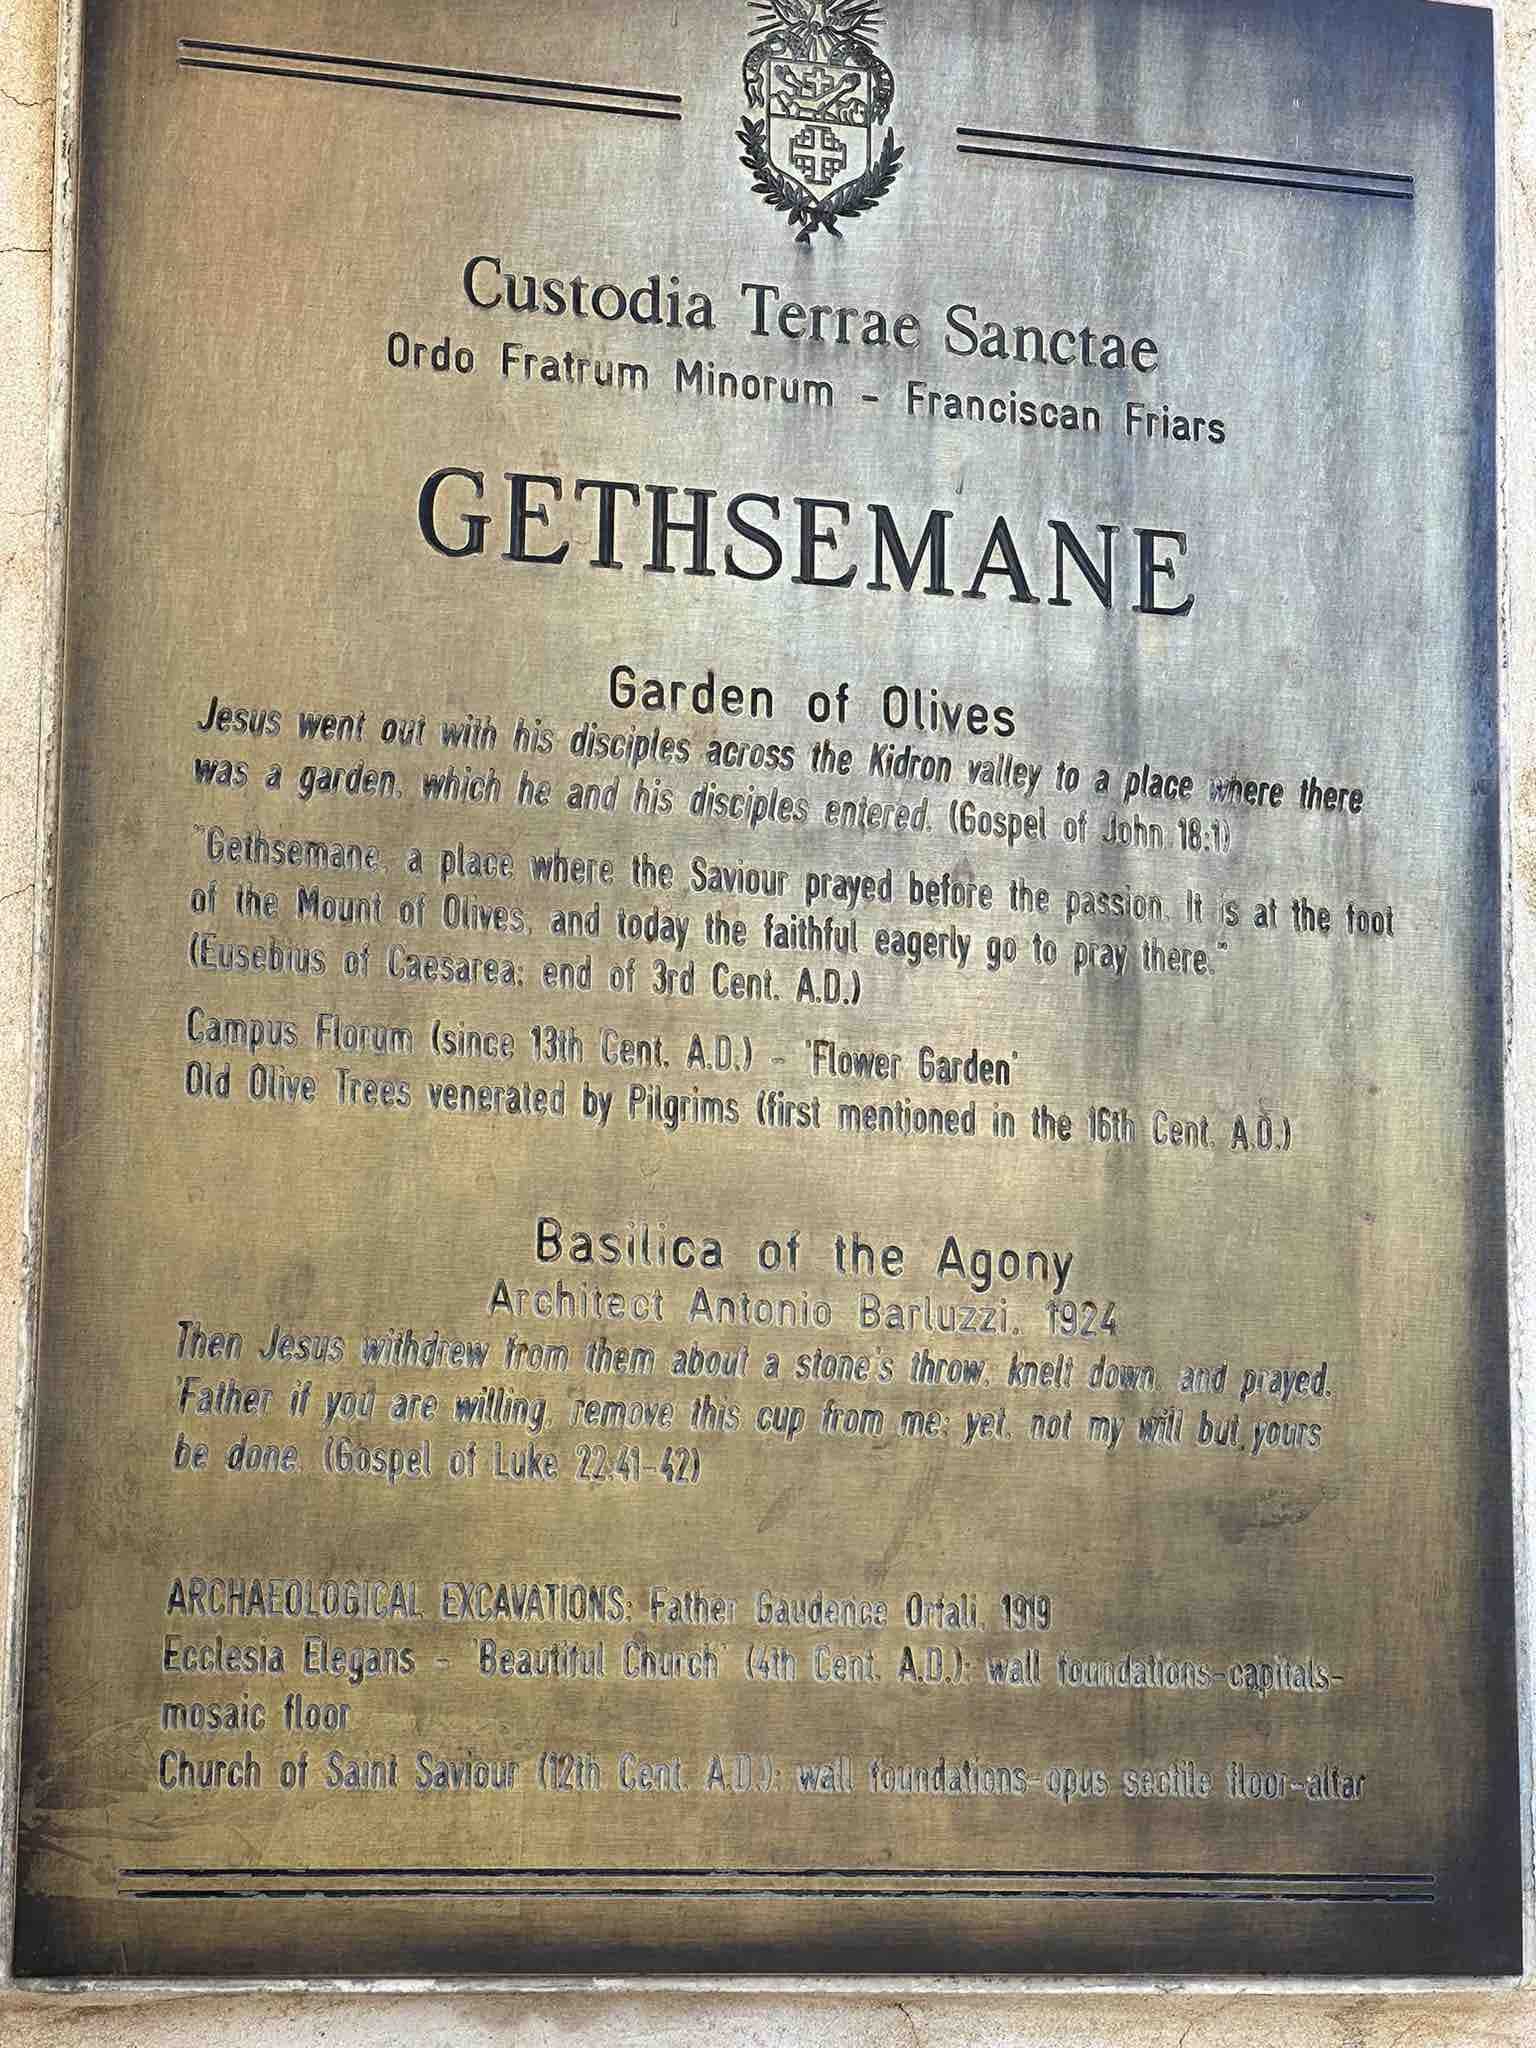 Custodia Terrae Sanctae
Ordo Fratrum Minorum - Franciscan Friars
GETHSEMANE
Garden of Olives
Jesus went out with his disciples across the Kidron valley to a place where there
was a garden, which he and his disciples entered. (Gospel of John 18:1)
"Gethsemane, a place where the Saviour prayed before the passion. It is at the foot
of the Mount of Olives, and today the faithful eagerly go to pray there."
(Eusebius of Caesarea: end of 3rd Cent. A.D.)
Campus Florum (since 13th Cent. A.D.) - 'Flower Garden'
Old Olive Trees venerated by Pilgrims (first mentioned in the 16th Cent. A.D.)
Basilica of the Agony
Architect Antonio Barluzzi, 1924
Then Jesus withdrew from them about a stone's throw, knelt down, and prayed,
'Father if you are willing, remove this cup from me; yet, not my will but yours
be done. (Gospel of Luke 22:41-42)
ARCHAEOLOGICAL EXCAVATIONS: Father Gaudence Orfali, 1919
Ecclesia Elegans - 'Beautiful Church' (4th Cent. A.D.): wall foundations-capitals-
mosaic floor
Church of Saint Saviour (12th Cent. A.D.): wall foundations-opus sectile floor-altar